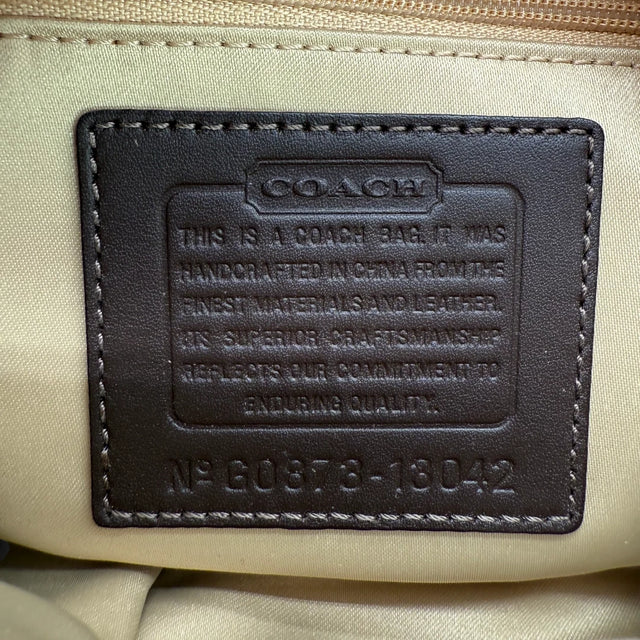 COACH
THIS IS A COACH BAG. IT WAS
HANDCRAFTED IN CHINA FROM THE
FINEST MATERIALS AND LEATHER.
ITS SUPERIOR CRAFTSMANSHIP
REFLECTS OUR COMMITMENT TO
ENDURING QUALITY.
Nº G0873-13042